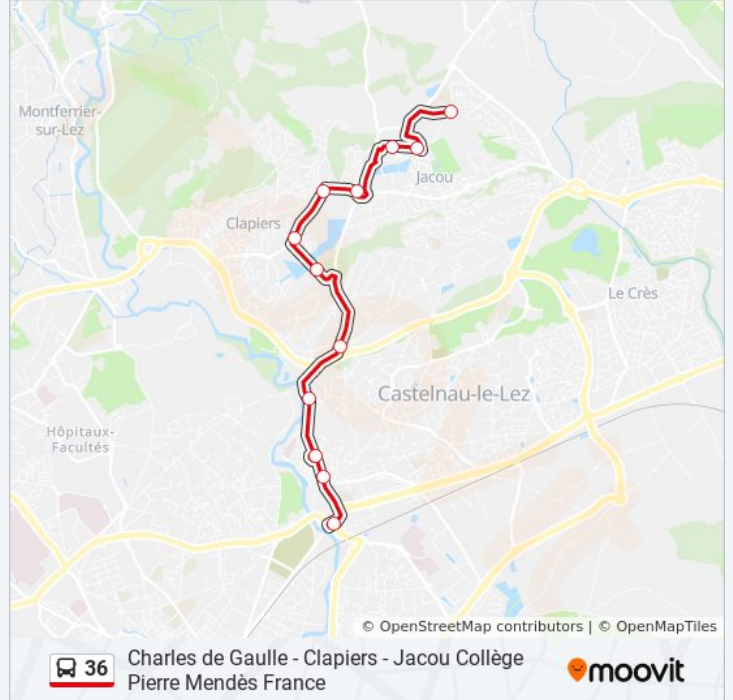 Montferrier-
sur-Lez
Jacou
Clapiers
Le Crès
Castelnau-le-Lez
Hôpitaux-
Facultés
© OpenStreetMap contributors | © OpenMapTiles
36
Charles de Gaulle - Clapiers - Jacou Collège
Pierre Mendès France
moovit